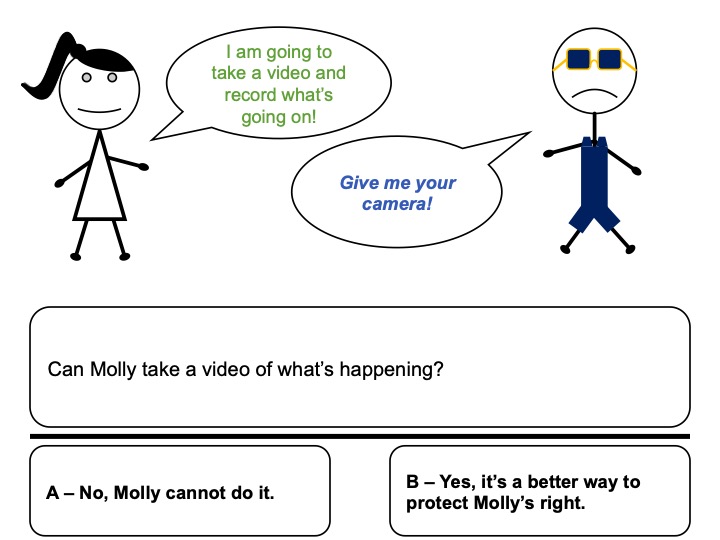 I am going to
take a video and
record what's
going on!
Give me your
camera!
Can Molly take a video of what's happening?
A – No, Molly cannot do it.
B – Yes, it's a better way to
protect Molly's right.